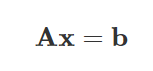 Ax = b